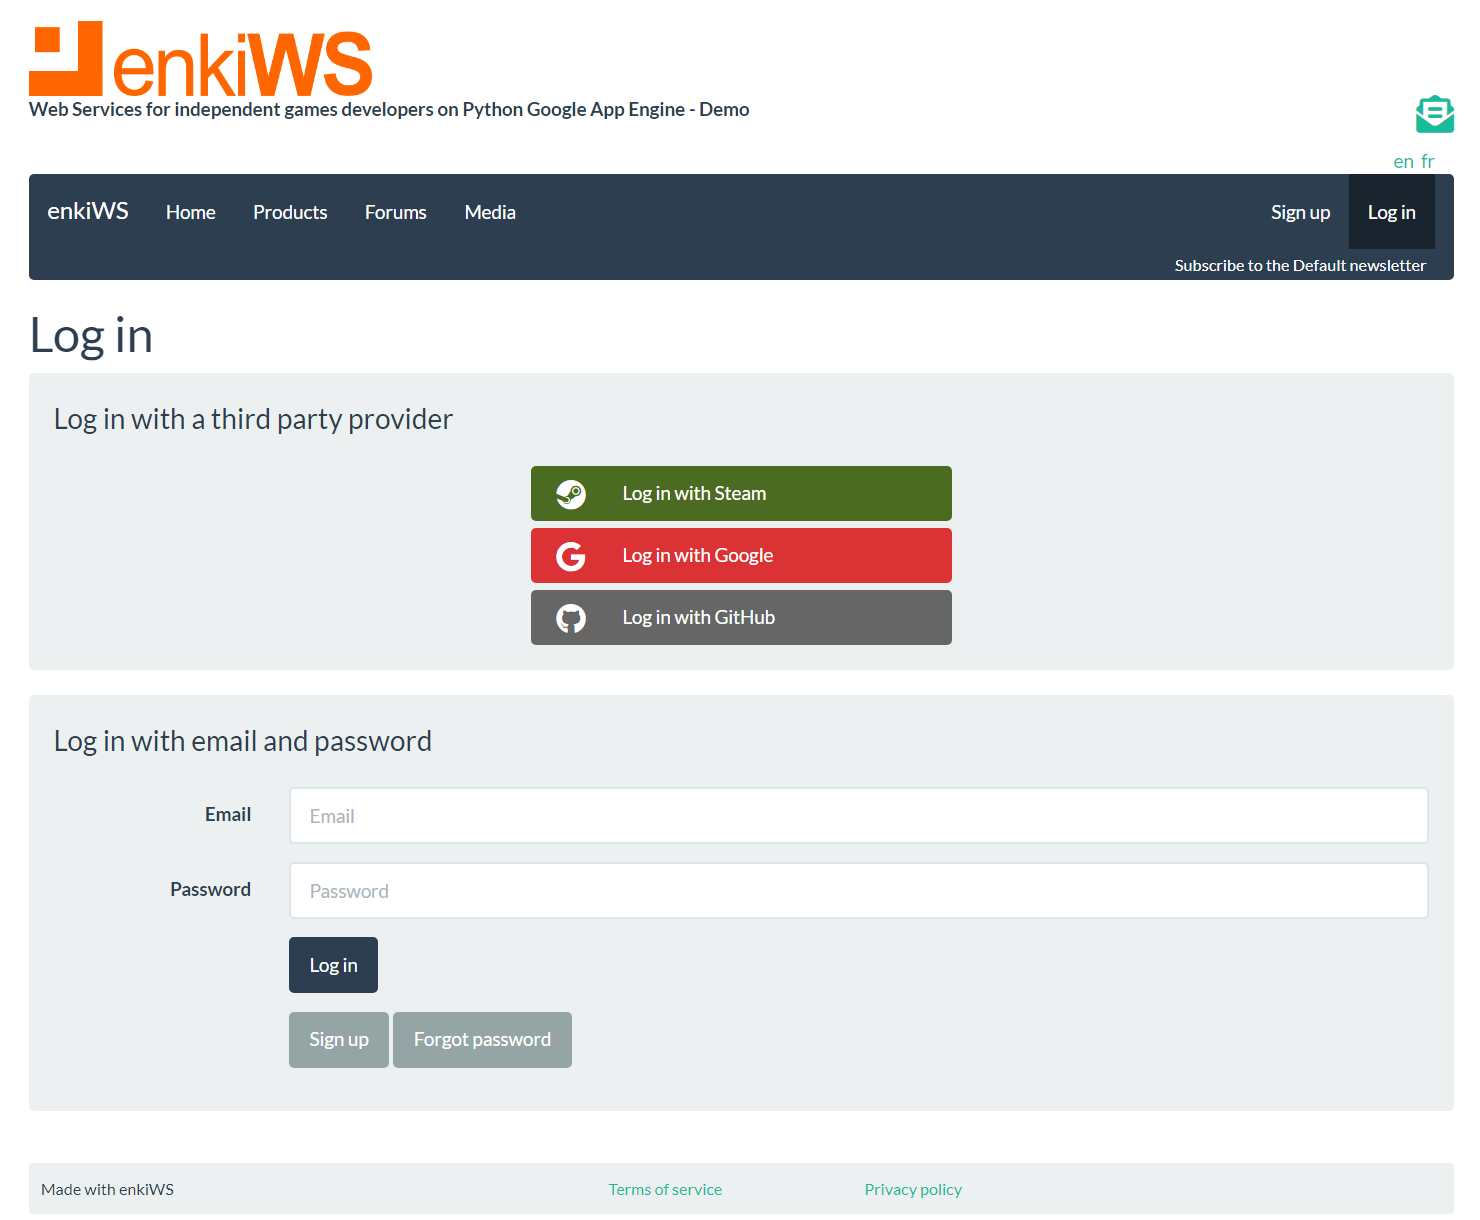 enkiWS
Web Services for independent games developers on Python Google App Engine - Demo
en fr
enkiWS Home Products Forums Media Sign up Log in
Subscribe to the Default newsletter
Log in
Log in with a third party provider
Log in with Steam
Log in with Google
Log in with GitHub
Log in with email and password
Email Email
Password Password
Log in
Sign up Forgot password
Made with enkiWS Terms of service Privacy policy